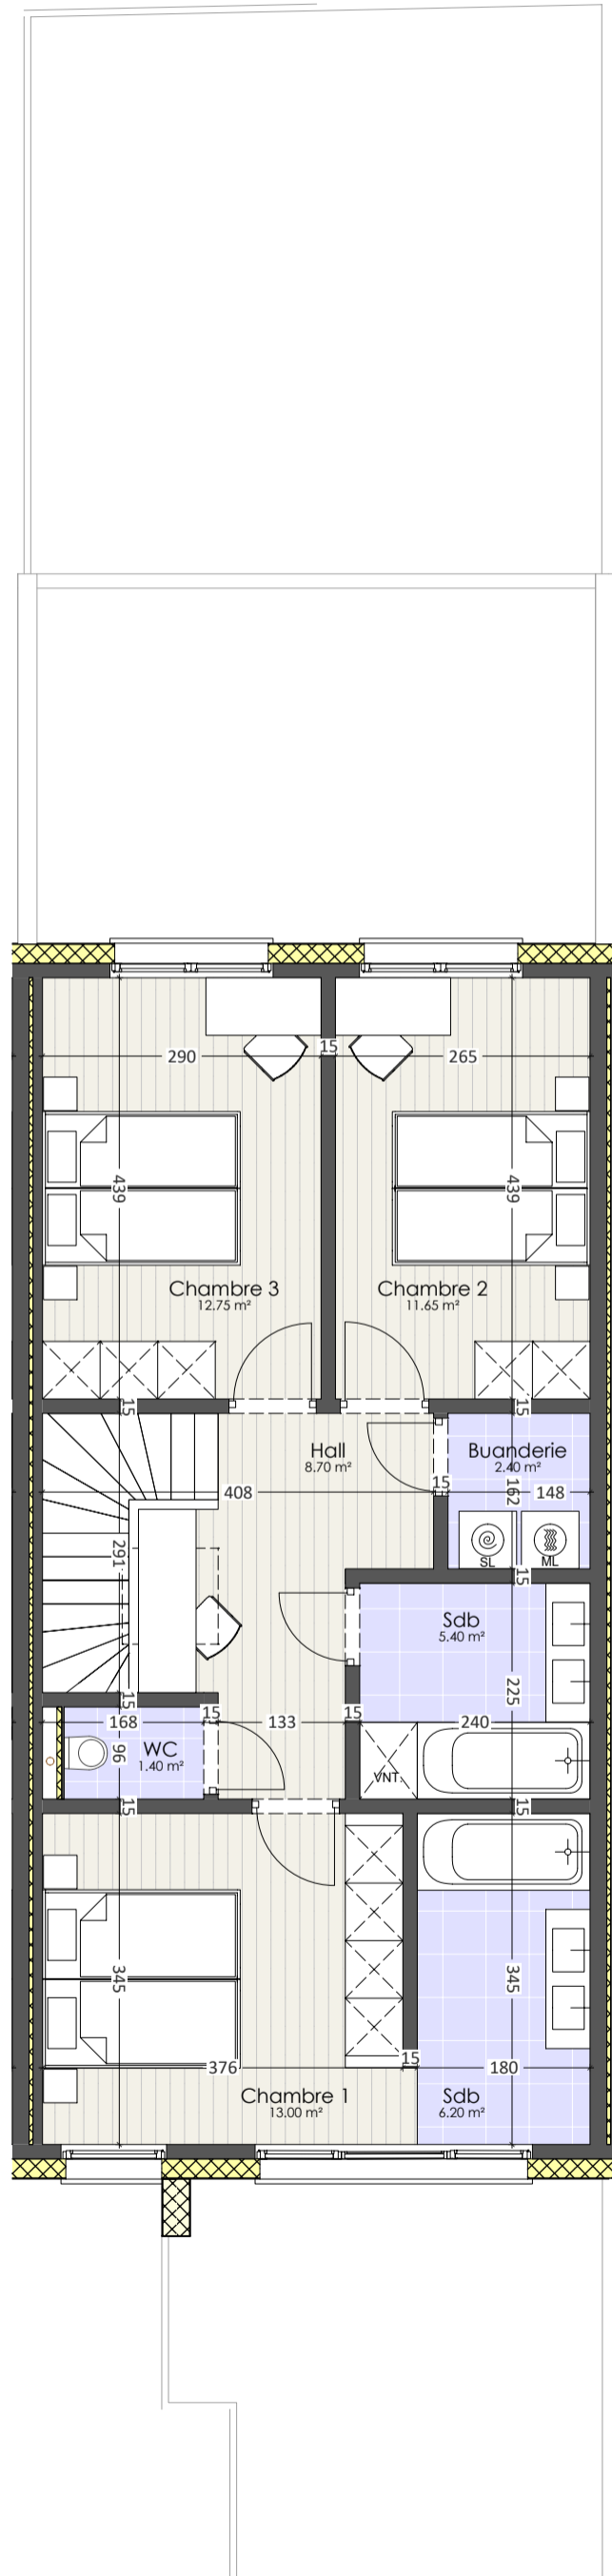 290
15
265
439
439
Chambre 3
12.75 m²
Chambre 2
11.65 m²
15
15
Hall
8.70 m²
Buanderie
2.40 m²
15
408
162
148
291
SL
ML
15
Sdb
5.40 m²
225
15
168
15
133
15
240
WC
1.40 m²
96
VNT.
15
15
345
345
376
15
180
Chambre 1
13.00 m²
Sdb
6.20 m²